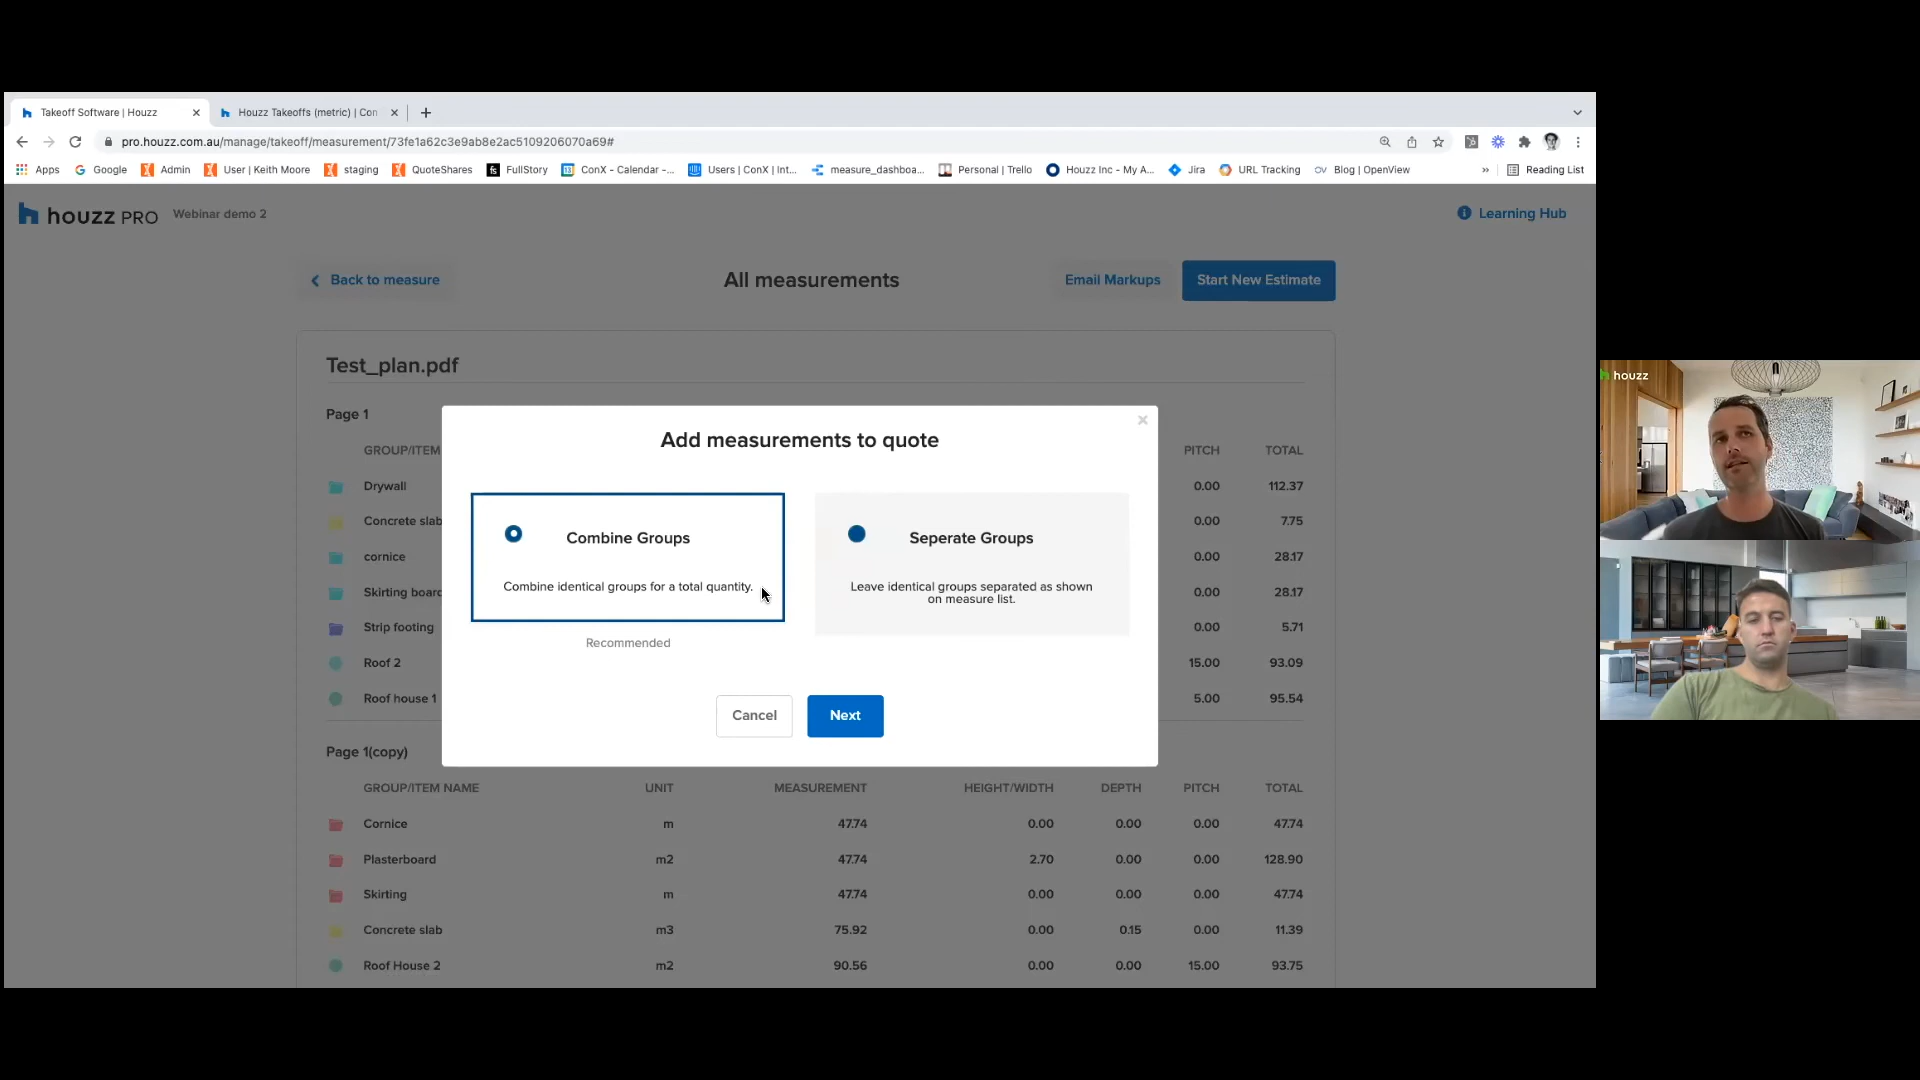 Takeoff Software | Houzz
Houzz Takeoffs (metric) | Con
pro.houzz.com.au/manage/takeoff/measurement/73fe1a62c3e9ab8e2ac5109206070a69#
Apps Google Admin User | Keith Moore staging QuoteShares FullStory ConX - Calendar -... Users | ConX | Int... measure_dashboa... Personal | Trello Houzz Inc - My A... Jira URL Tracking Blog | OpenView » Reading List
houzz PRO Webinar demo 2 Learning Hub
Back to measure All measurements Email Markups Start New Estimate
Test_plan.pdf
Page 1
GROUP/ITEM PITCH TOTAL
Drywall 0.00 112.37
Concrete slab 0.00 7.75
cornice 0.00 28.17
Skirting board 0.00 28.17
Strip footing 0.00 5.71
Roof 2 15.00 93.09
Roof house 1 5.00 95.54
Add measurements to quote
Combine Groups
Combine identical groups for a total quantity.
Recommended
Seperate Groups
Leave identical groups separated as shown
on measure list.
Cancel Next
Page 1(copy)
GROUP/ITEM NAME UNIT MEASUREMENT HEIGHT/WIDTH DEPTH PITCH TOTAL
Cornice m 47.74 0.00 0.00 0.00 47.74
Plasterboard m2 47.74 2.70 0.00 0.00 128.90
Skirting m 47.74 0.00 0.00 0.00 47.74
Concrete slab m3 75.92 0.00 0.15 0.00 11.39
Roof House 2 m2 90.56 0.00 0.00 15.00 93.75
houzz